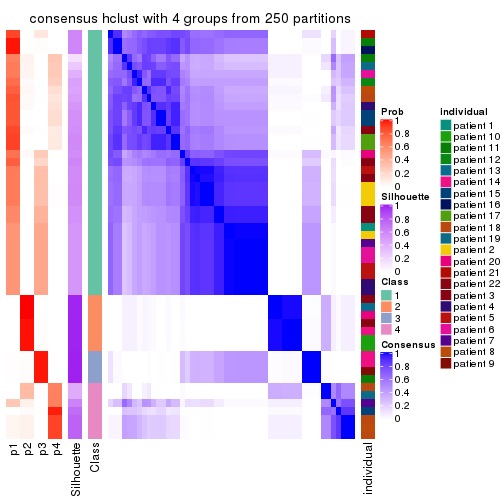 consensus hclust with 4 groups from 250 partitions
Prob
1
0.8
0.6
0.4
0.2
0
Silhouette
1
0.8
0.6
0.4
0.2
0
Class
1
2
3
4
Consensus
1
0.8
0.6
0.4
0.2
0
individual
patient 1
patient 10
patient 11
patient 12
patient 13
patient 14
patient 15
patient 16
patient 17
patient 18
patient 19
patient 2
patient 20
patient 21
patient 22
patient 3
patient 4
patient 5
patient 6
patient 7
patient 8
patient 9
p1
p2
p3
p4
Silhouette
Class
individual